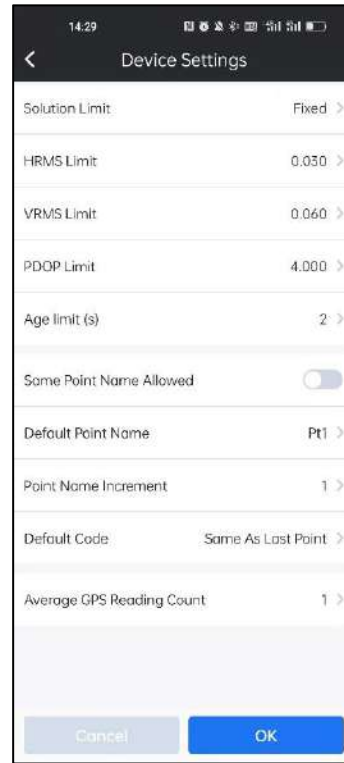 14:29
Device Settings
Solution Limit Fixed
HRMS Limit 0.030
VRMS Limit 0.060
PDOP Limit 4.000
Age limit (s) 2
Same Point Name Allowed
Default Point Name Pt1
Point Name Increment 1
Default Code Same As Last Point
Average GPS Reading Count 1
Cancel OK